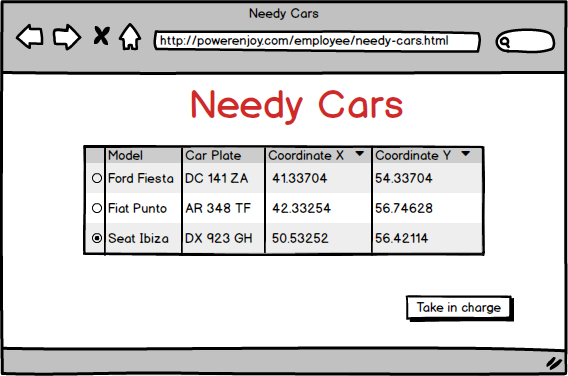 Needy Cars
http://powerenjoy.com/employee/needy-cars.html
Needy Cars
Model Car Plate Coordinate X Coordinate Y
Ford Fiesta DC 141 ZA 41.33704 54.33704
Fiat Punto AR 348 TF 42.33254 56.74628
Seat Ibiza DX 923 GH 50.53252 56.42114
Take in charge